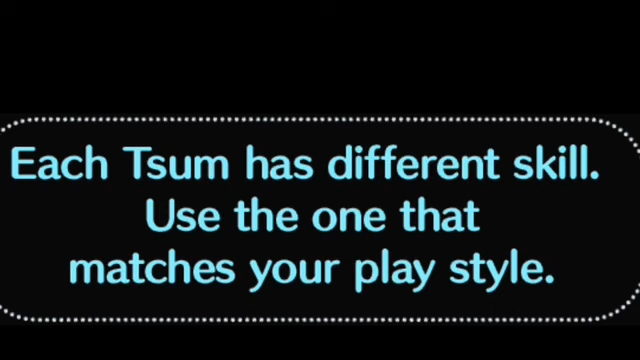 Each Tsum has different skill.
Use the one that
matches your play style.